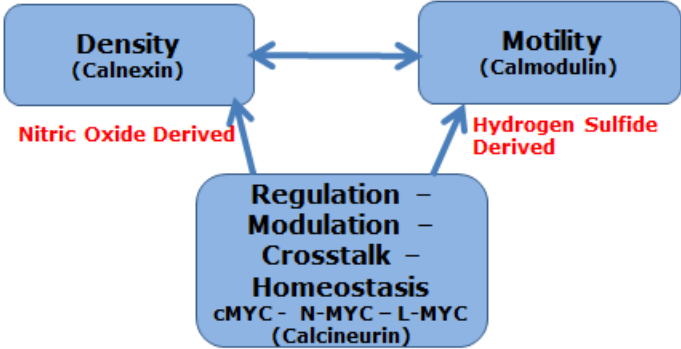 Density
(Calnexin)
Motility
(Calmodulin)
Nitric Oxide Derived
Hydrogen Sulfide
Derived
Regulation –
Modulation –
Crosstalk –
Homeostasis
cMYC - N-MYC – L-MYC
(Calcineurin)